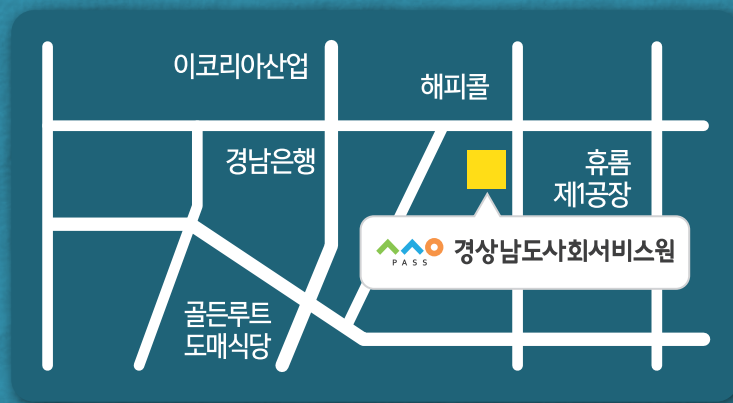 이코리아산업
해피콜
경남은행
휴롬
제1공장
PASS
경상남도사회서비스원
골든루트
도매식당